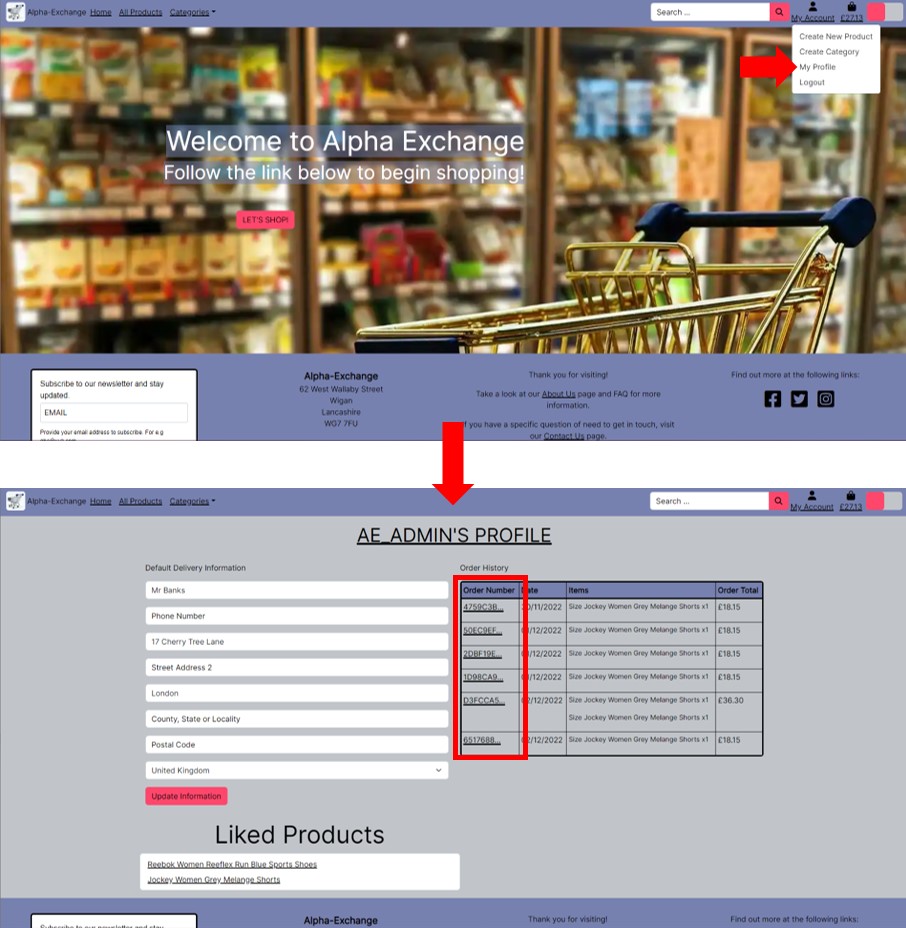 Alpha-Exchange Home All Products Categories
Search ...
My Account £27.13
Create New Product
Create Category
My Profile
Logout
Welcome to Alpha Exchange
Follow the link below to begin shopping!
LET'S SHOP!
Subscribe to our newsletter and stay
updated.
EMAIL
Provide your email address to subscribe. For e.g
Alpha-Exchange
62 West Wallaby Street
Wigan
Lancashire
WG7 7FU
Thank you for visiting!
Take a look at our About Us page and FAQ for more
information.
you have a specific question of need to get in touch, visit
our Contact Us page.
Find out more at the following links:
Alpha-Exchange Home All Products Categories
Search ...
My Account £27.13
AE_ADMIN'S PROFILE
Default Delivery Information
Mr Banks
Phone Number
17 Cherry Tree Lane
Street Address 2
London
County, State or Locality
Postal Code
United Kingdom
Update Information
Order History
Order Number Date Items Order Total
4759C3B... /11/2022 Size Jockey Women Grey Melange Shorts x1 £18.15
50EC9EF... /12/2022 Size Jockey Women Grey Melange Shorts x1 £18.15
2DBF19E... /12/2022 Size Jockey Women Grey Melange Shorts x1 £18.15
1D98CA9... /12/2022 Size Jockey Women Grey Melange Shorts x1 £18.15
D3FCCA5... /12/2022 Size Jockey Women Grey Melange Shorts x1 £36.30
Size Jockey Women Grey Melange Shorts x1
6517688... /12/2022 Size Jockey Women Grey Melange Shorts x1 £18.15
Liked Products
Reebok Women Reeflex Run Blue Sports Shoes
Jockey Women Grey Melange Shorts
Subscribe to our newsletter and stay
Alpha-Exchange
Thank you for visiting!
Find out more at the following links: